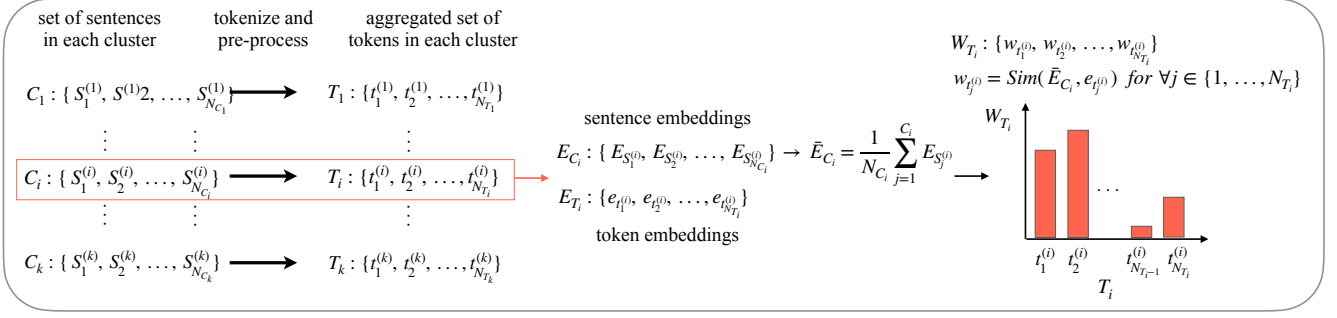 set of sentences
in each cluster
tokenize and
pre-process
aggregated set of
tokens in each cluster
C_1 : { S_1^{(1)}, S^{(1)}2, …, S_{N_{C_1}}^{(1)}}
T_1 : {t_1^{(1)}, t_2^{(1)}, …, t_{N_{T_1}}^{(1)}}
C_i : { S_1^{(i)}, S_2^{(i)}, …, S_{N_{C_i}}^{(i)}}
T_i : {t_1^{(i)}, t_2^{(i)}, …, t_{N_{T_i}}^{(i)}}
C_k : { S_1^{(k)}, S_2^{(k)}, …, S_{N_{C_k}}^{(k)}}
T_k : {t_1^{(k)}, t_2^{(k)}, …, t_{N_{T_k}}^{(k)}}
sentence embeddings
E_{C_i} : { E_{S_1^{(i)}}, E_{S_2^{(i)}}, …, E_{S_{N_{C_i}}^{(i)}}} → Ē_{C_i} = \frac{1}{N_{C_i}} \sum_{j=1}^{C_i} E_{S_j^{(i)}}
E_{T_i} : {e_{t_1^{(i)}}, e_{t_2^{(i)}}, …, e_{t_{N_{T_i}}^{(i)}}}
token embeddings
W_{T_i} : {w_{t_1^{(i)}}, w_{t_2^{(i)}}, …, w_{t_{N_{T_i}}^{(i)}}}
w_{t_j^{(i)}} = Sim( Ē_{C_i}, e_{t_j^{(i)}}) for ∀j ∈ {1, …, N_{T_i}}
W_{T_i}
…
t_1^{(i)} t_2^{(i)} t_{N_{T_i-1}}^{(i)} t_{N_{T_i}}^{(i)}
T_i